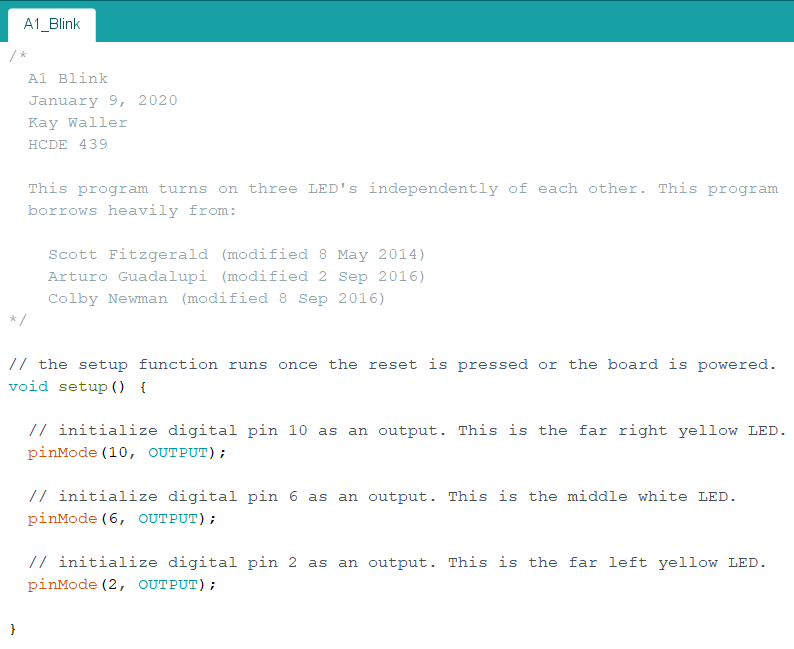 A1_Blink
/*
A1 Blink
January 9, 2020
Kay Waller
HCDE 439
This program turns on three LED's independently of each other. This program
borrows heavily from:
Scott Fitzgerald (modified 8 May 2014)
Arturo Guadalupi (modified 2 Sep 2016)
Colby Newman (modified 8 Sep 2016)
*/
// the setup function runs once the reset is pressed or the board is powered.
void setup() {
// initialize digital pin 10 as an output. This is the far right yellow LED.
pinMode(10, OUTPUT);
// initialize digital pin 6 as an output. This is the middle white LED.
pinMode(6, OUTPUT);
// initialize digital pin 2 as an output. This is the far left yellow LED.
pinMode(2, OUTPUT);
}